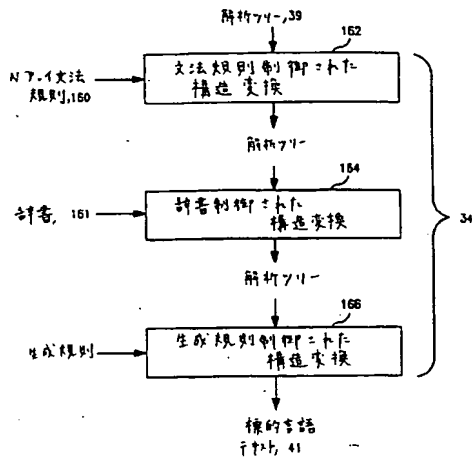 解析ツリー, 39
162
文法規則制御された
構造変換
Nアーイ文法
規則, 160
解析ツリー
164
辞書制御された
構造変換
辞書, 161
34
解析ツリー
166
生成規則制御された
構造変換
生成規則
標的言語
テキスト, 41